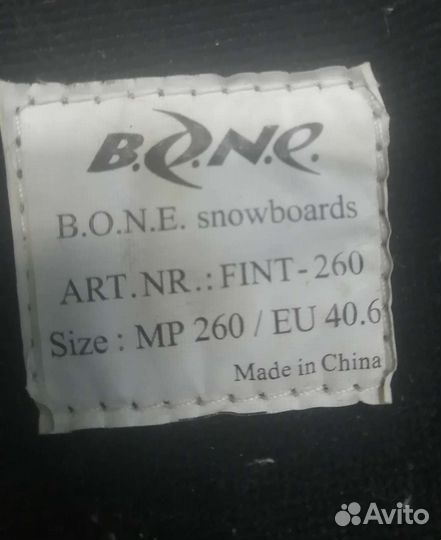 B.O.N.E.
B.O.N.E. snowboards
ART.NR.: FINT-260
Size : MP 260 / EU 40.6
Made in China
Avito